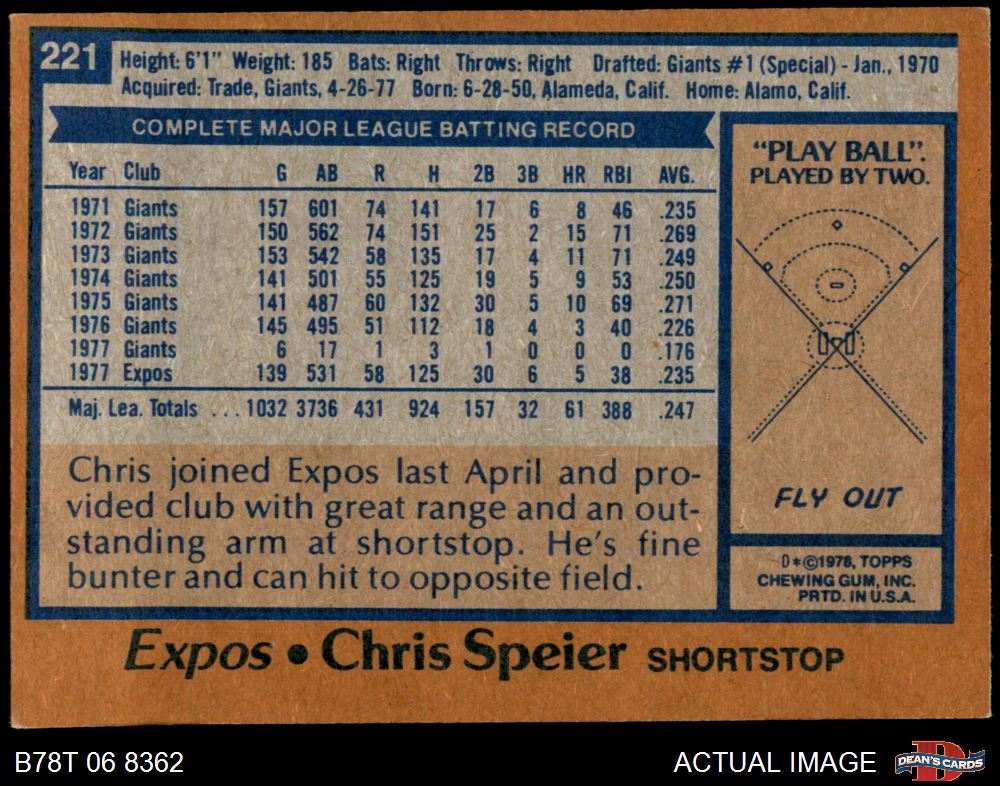 221
Height: 6'1" Weight: 185 Bats: Right Throws: Right Drafted: Giants #1 (Special) - Jan., 1970
Acquired: Trade, Giants, 4-26-77 Born: 6-28-50, Alameda, Calif. Home: Alamo, Calif.
COMPLETE MAJOR LEAGUE BATTING RECORD
Year Club G AB R H 2B 3B HR RBI AVG.
1971 Giants 157 601 74 141 17 6 8 46 .235
1972 Giants 150 562 74 151 25 2 15 71 .269
1973 Giants 153 542 58 135 17 4 11 71 .249
1974 Giants 141 501 55 125 19 5 9 53 .250
1975 Giants 141 487 60 132 30 5 10 69 .271
1976 Giants 145 495 51 112 18 4 3 40 .226
1977 Giants 6 17 1 3 1 0 0 0 .176
1977 Expos 139 531 58 125 30 6 5 38 .235
Maj. Lea. Totals ... 1032 3736 431 924 157 32 61 388 .247
Chris joined Expos last April and pro-
vided club with great range and an out-
standing arm at shortstop. He's fine
bunter and can hit to opposite field.
"PLAY BALL".
PLAYED BY TWO.
FLY OUT
D*©1978, TOPPS
CHEWING GUM, INC.
PRTD. IN U.S.A.
Expos • Chris Speier SHORTSTOP
B78T 06 8362
ACTUAL IMAGE
D
DEAN'S CARDS